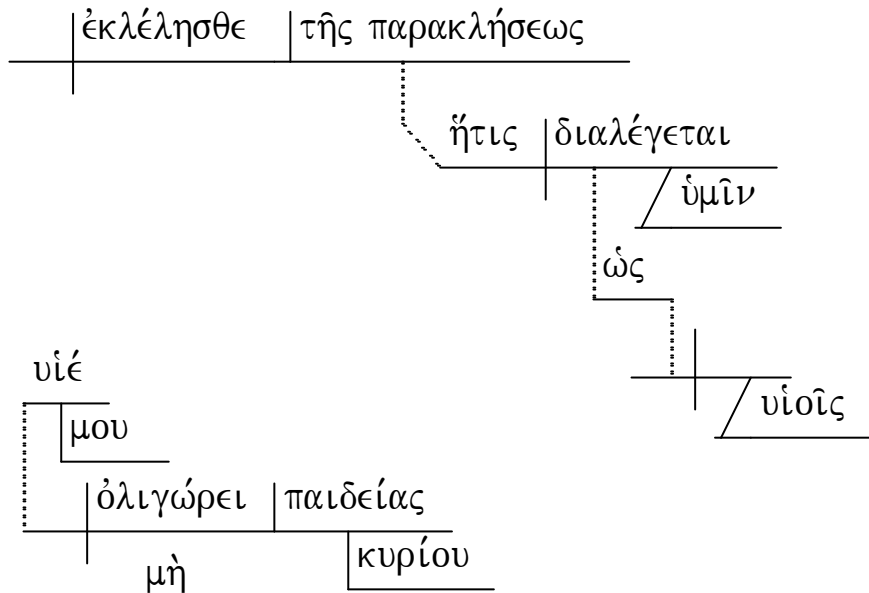 ἐκλέλησθε τῆς παρακλήσεως
ἥτις διαλέγεται
ὑμῖν
ὡς
υἱέ
υἱοῖς
μου
ὀλιγώρει παιδείας
κυρίου
μὴ